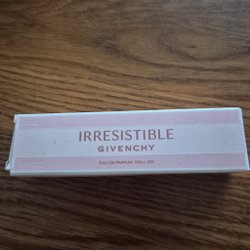 IRRESISTIBLE
GIVENCHY
EAU DE PARFUM ROLL-ON